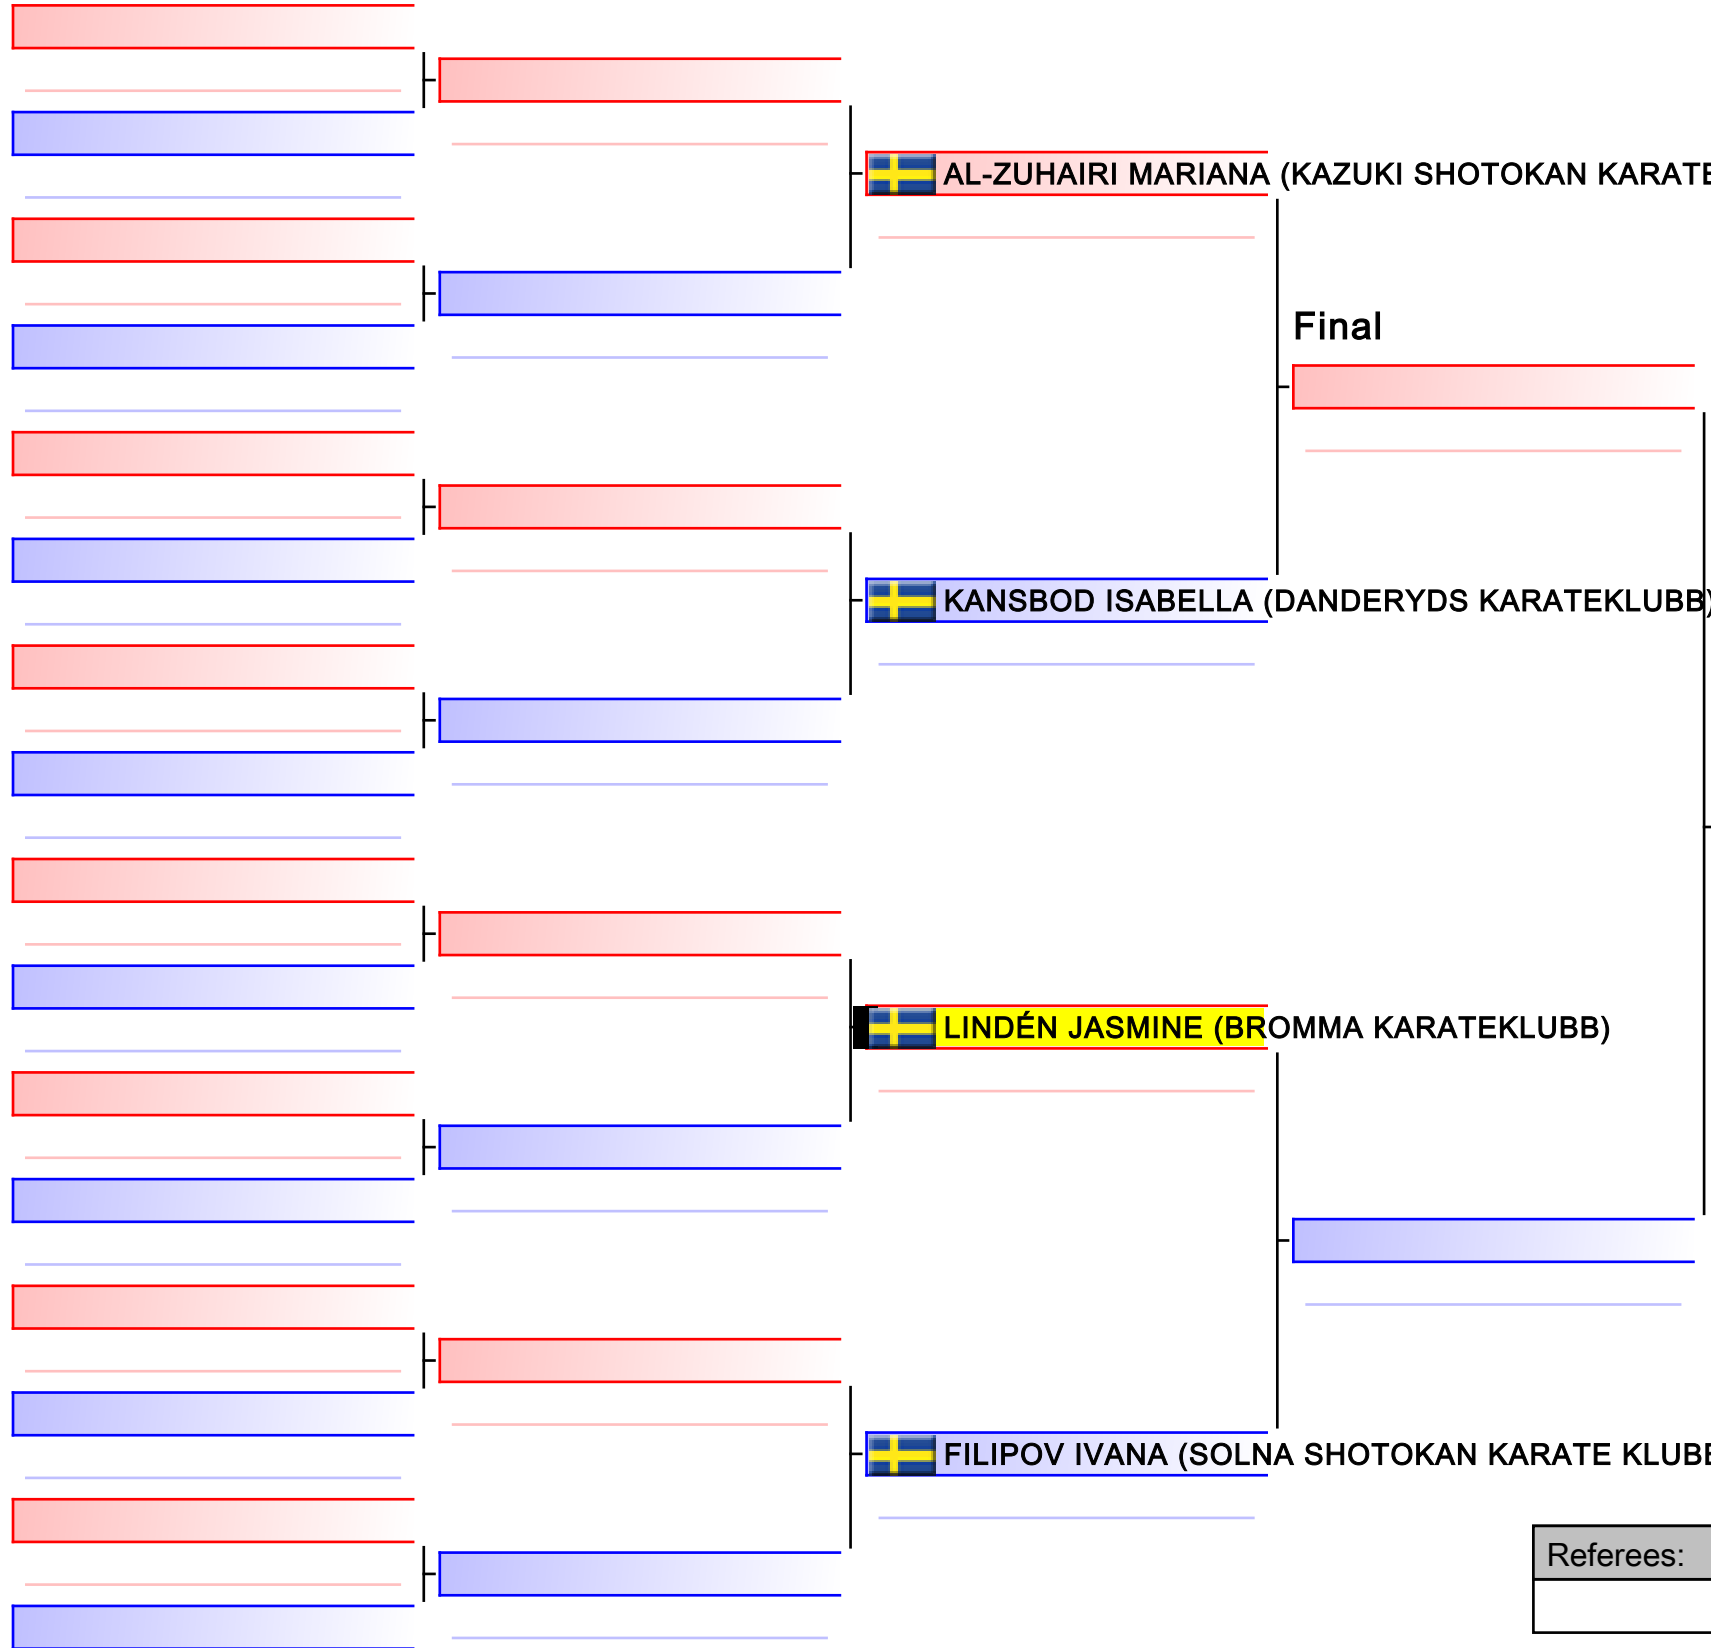 AL-ZUHAIRI MARIANA (KAZUKI SHOTOKAN KARATE
Final
KANSBOD ISABELLA (DANDERYDS KARATEKLUBB)
LINDÉN JASMINE (BROMMA KARATEKLUBB)
FILIPOV IVANA (SOLNA SHOTOKAN KARATE KLUBB
Referees: